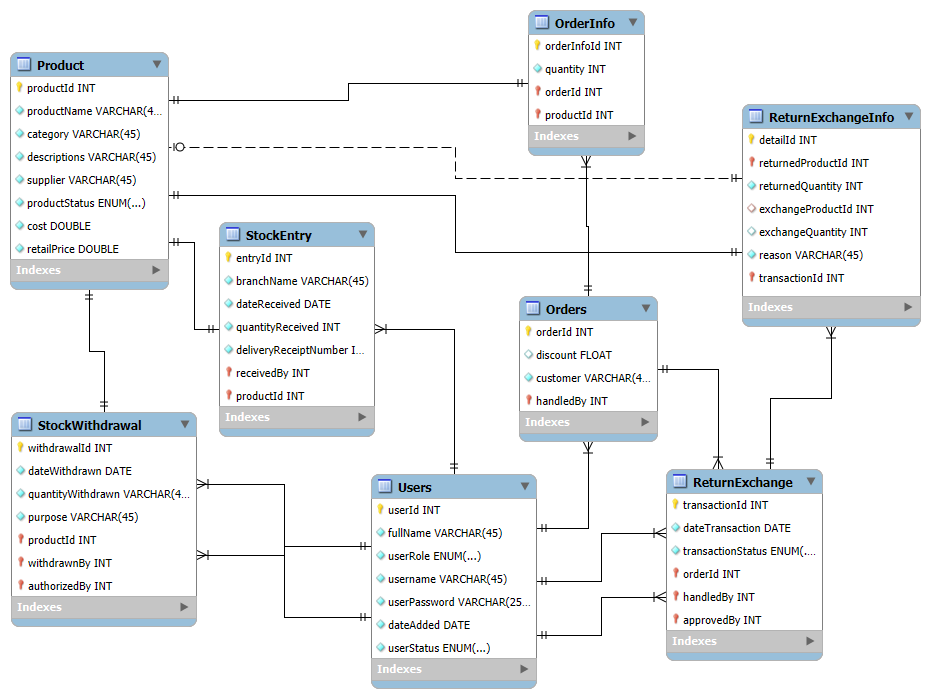 OrderInfo
orderInfoId INT
quantity INT
orderId INT
productId INT
Indexes
Product
productId INT
productName VARCHAR(4...
category VARCHAR(45)
descriptions VARCHAR(45)
supplier VARCHAR(45)
productStatus ENUM(...)
cost DOUBLE
retailPrice DOUBLE
Indexes
ReturnExchangeInfo
detailId INT
returnedProductId INT
returnedQuantity INT
exchangeProductId INT
exchangeQuantity INT
reason VARCHAR(45)
transactionId INT
Indexes
StockEntry
entryId INT
branchName VARCHAR(45)
dateReceived DATE
quantityReceived INT
deliveryReceiptNumber I...
receivedBy INT
productId INT
Indexes
Orders
orderId INT
discount FLOAT
customer VARCHAR(4...
handledBy INT
Indexes
StockWithdrawal
withdrawalId INT
dateWithdrawn DATE
quantityWithdrawn VARCHAR(4...
purpose VARCHAR(45)
productId INT
withdrawnBy INT
authorizedBy INT
Indexes
Users
userId INT
fullName VARCHAR(45)
userRole ENUM(...)
username VARCHAR(45)
userPassword VARCHAR(25...
dateAdded DATE
userStatus ENUM(...)
Indexes
ReturnExchange
transactionId INT
dateTransaction DATE
transactionStatus ENUM(....
orderId INT
handledBy INT
approvedBy INT
Indexes